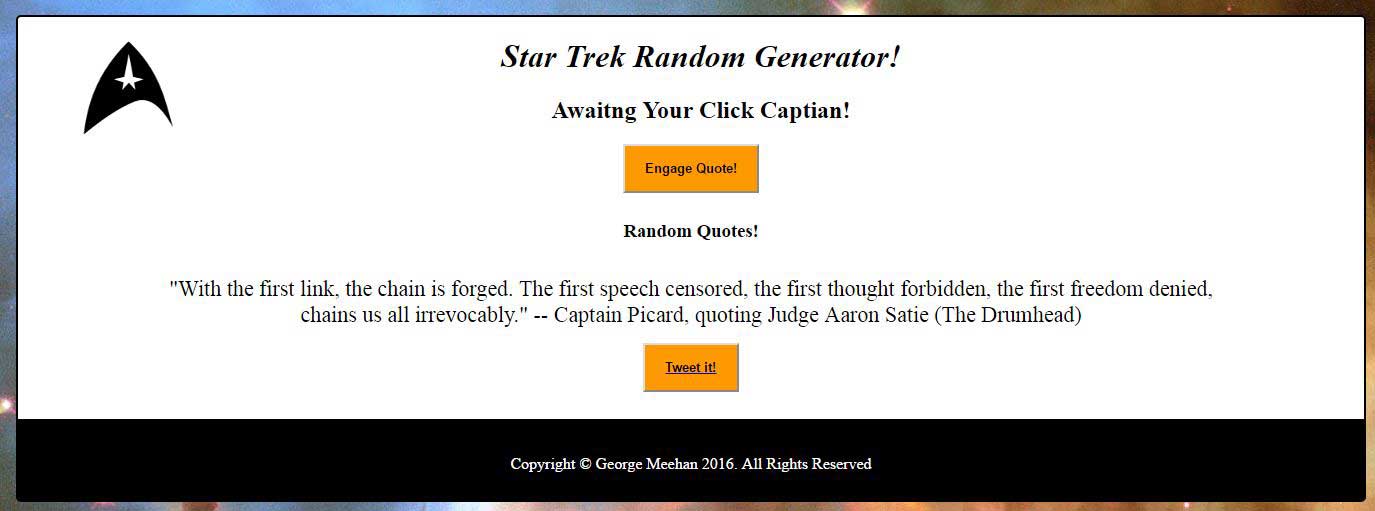 Star Trek Random Generator!
Awaitng Your Click Captian!
Engage Quote!
Random Quotes!
"With the first link, the chain is forged. The first speech censored, the first thought forbidden, the first freedom denied,
chains us all irrevocably." -- Captain Picard, quoting Judge Aaron Satie (The Drumhead)
Tweet it!
Copyright © George Meehan 2016. All Rights Reserved